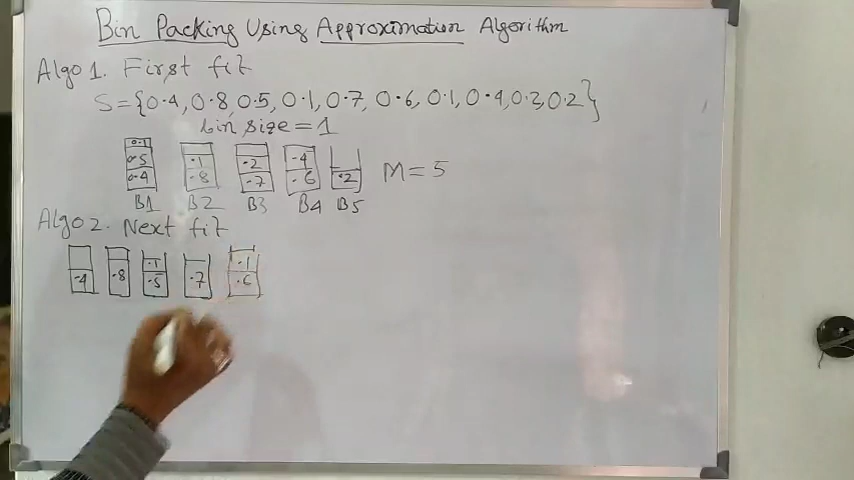 Bin Packing Using Approximation Algorithm
Algo 1. First fit
S={0.4, 0.8, 0.5, 0.1, 0.7, 0.6, 0.1, 0.4, 0.2, 0.2}
bin size = 1
0.1 0.5 0.4 .1 .8 .2 .7 .4 .6 .2 M = 5
B1 B2 B3 B4 B5
Algo 2. Next fit
.4 .8 .1 .5 .7 .1 .6